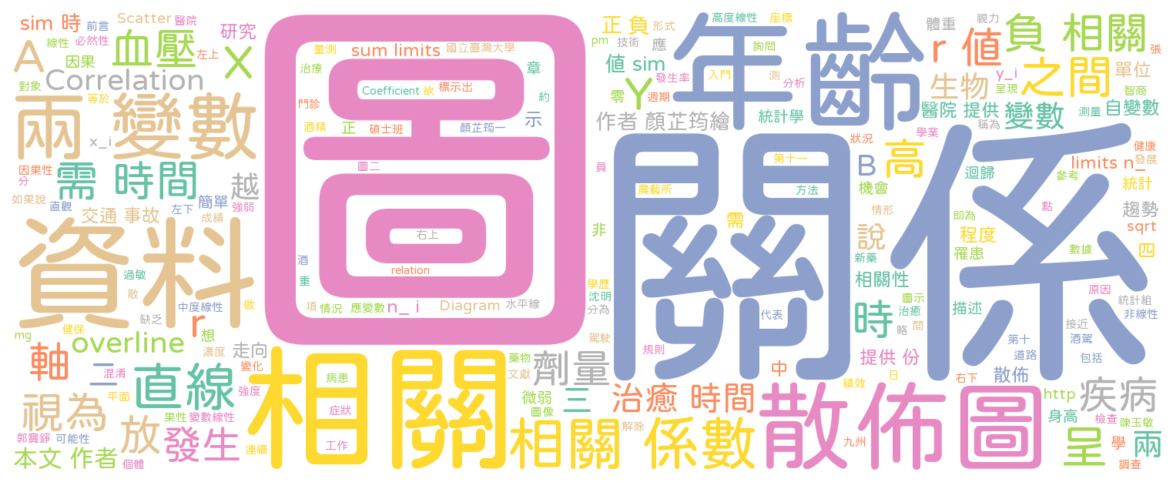 sim 時
前言
Scatter
醫院
線性
必然性
血壓
左上
研究
A
因果
X
對象
Correlation
等於
兩 變數
x_i
因果性
分
需 時間
越
如果說
直觀
簡單
左下
強弱
交通 事故
成績
資料
過敏
散
中度線性
做
r
想
健保
缺乏
mg
overline
濃度
走向
軸
二
混淆
變化
平面
直線
強度
視為
放
果性
變數線性
郭寶錚
可能性
發生
連續
本文 作者
個體
圖
量測
sum limits
國立臺灣大學
治療
章
Coefficient
欲
標示出
約
門診
示
酒精
正
碩士班
顏芷筠一
圖二
右上
酒
重
relation
項
情況
應變數
n_ i
Diagram
水平線
相關
病患
症狀
工作
藥物
文獻
劑量
微弱
三
圖像
相關 係數
解除
治癒 時間
散佈圖
九州
績效
日
中
規則
駕駛
分為
沈明
學歷
非
員
正 負
形式
高度線性
座標
pm
技術
應
詢問
值 sim
發生率
入門
測
分析
零
Y
週期
年齡
作者 顏芷筠繪
統計學
體重
視力
r 值
負 相關
張
y_i
呈現
之間
單位
智商
生物
醫院 提供
變數
測量
自變數
稱為
學業
狀況
B
高
迴歸
limits n_
健康
發展
參考
統計
第十一
農藝所
方法
機會
需
情形
即為
點
趨勢
sqrt
關係
說
程度
罹患
數據
四
新藥
相關性
描述
原因
圖示
治癒
統計組
非線性
代表
時
略
間
第十
接近
酒駕
道路
包括
提供 份
散佈
右下
http
疾病
身高
檢查
陳玉敏
呈
學
兩
調查